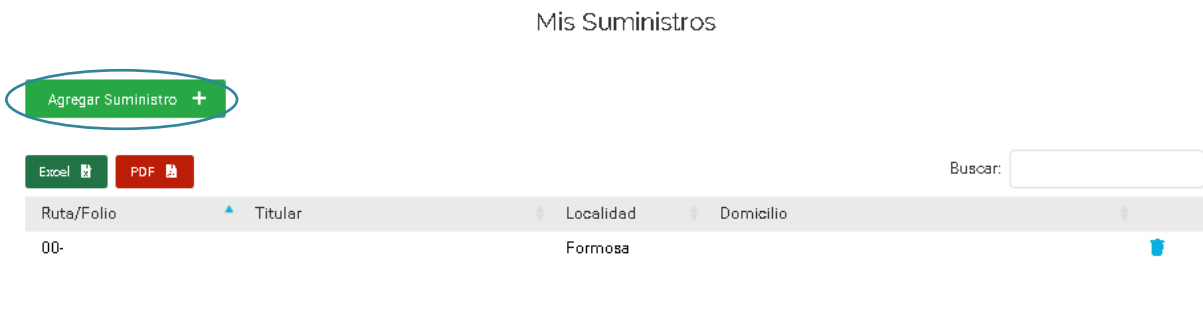 Mis Suministros
Agregar Suministro +
Excel PDF Buscar:
Ruta/Folio Titular Localidad Domicilio
00- Formosa